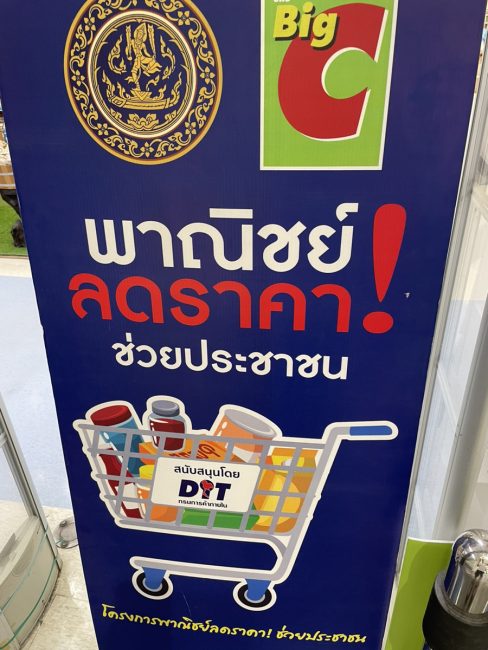 Big
C
พาณิชย์!
ลดราคา
ช่วยประชาชน
สนับสนุนโดย
DIT
กรมการค้าภายใน
โครงการพาณิชย์ลดราคา! ช่วยประชาชน